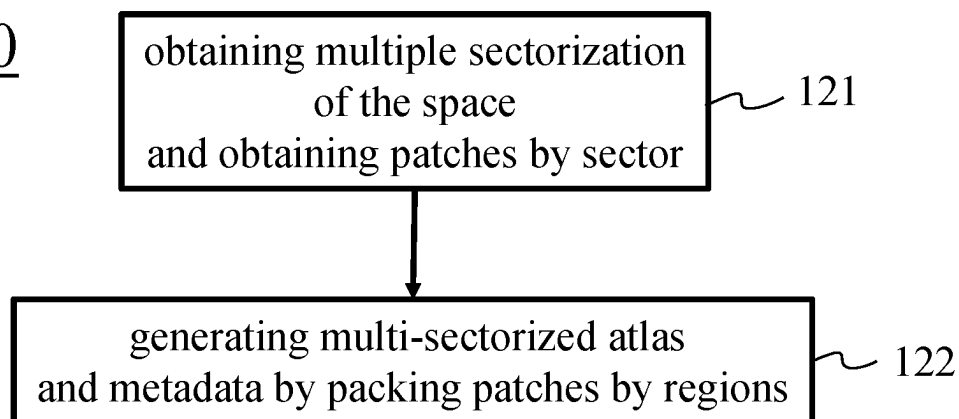 0
obtaining multiple sectorization
of the space
and obtaining patches by sector
121
generating multi-sectorized atlas
and metadata by packing patches by regions
122